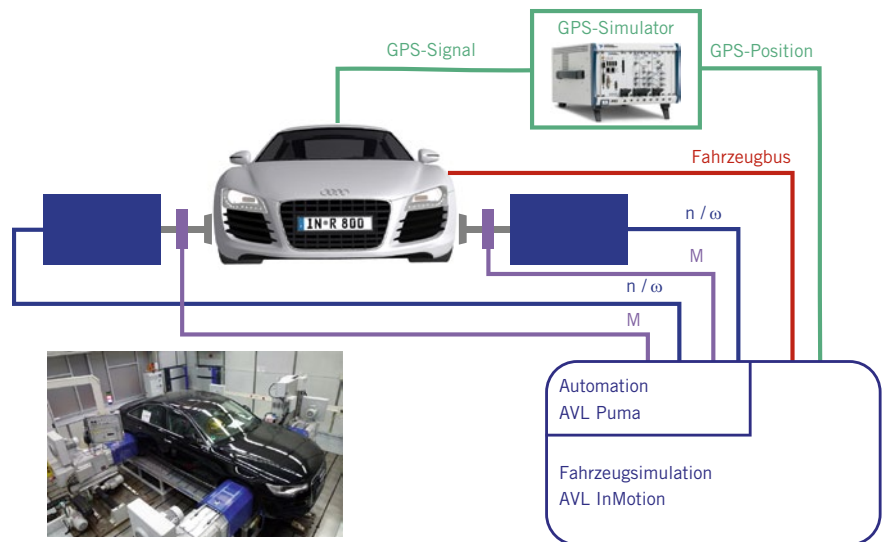 GPS-Simulator
GPS-Signal
GPS-Position
Fahrzeugbus
IN-R 800
n / ω
M
n / ω
M
Automation
AVL Puma
Fahrzeugsimulation
AVL InMotion